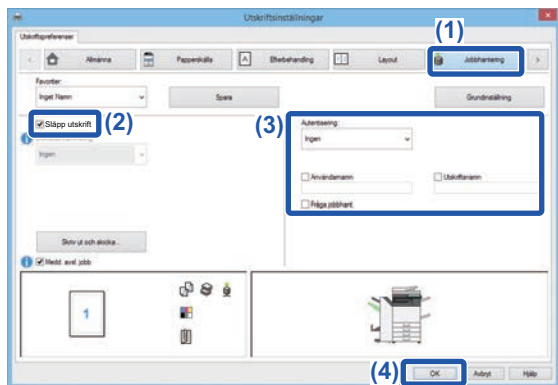 Utskriftsinställningar
(1)
Utskriftspreferenser
Allmänna
Papperskälla
Efterbehandling
Layout
Jobbhantering
Favoriter:
Inget Namn
Spara
Grundinställning
Släpp utskrift
(2)
(3)
Autentisering:
Ingen
Ingen
Användarnamn
Utskriftsnamn
Fråga jobbhant.
Skriv ut och skicka...
Medd. avsl. jobb
1
(4)
OK
Avbryt
Hjälp